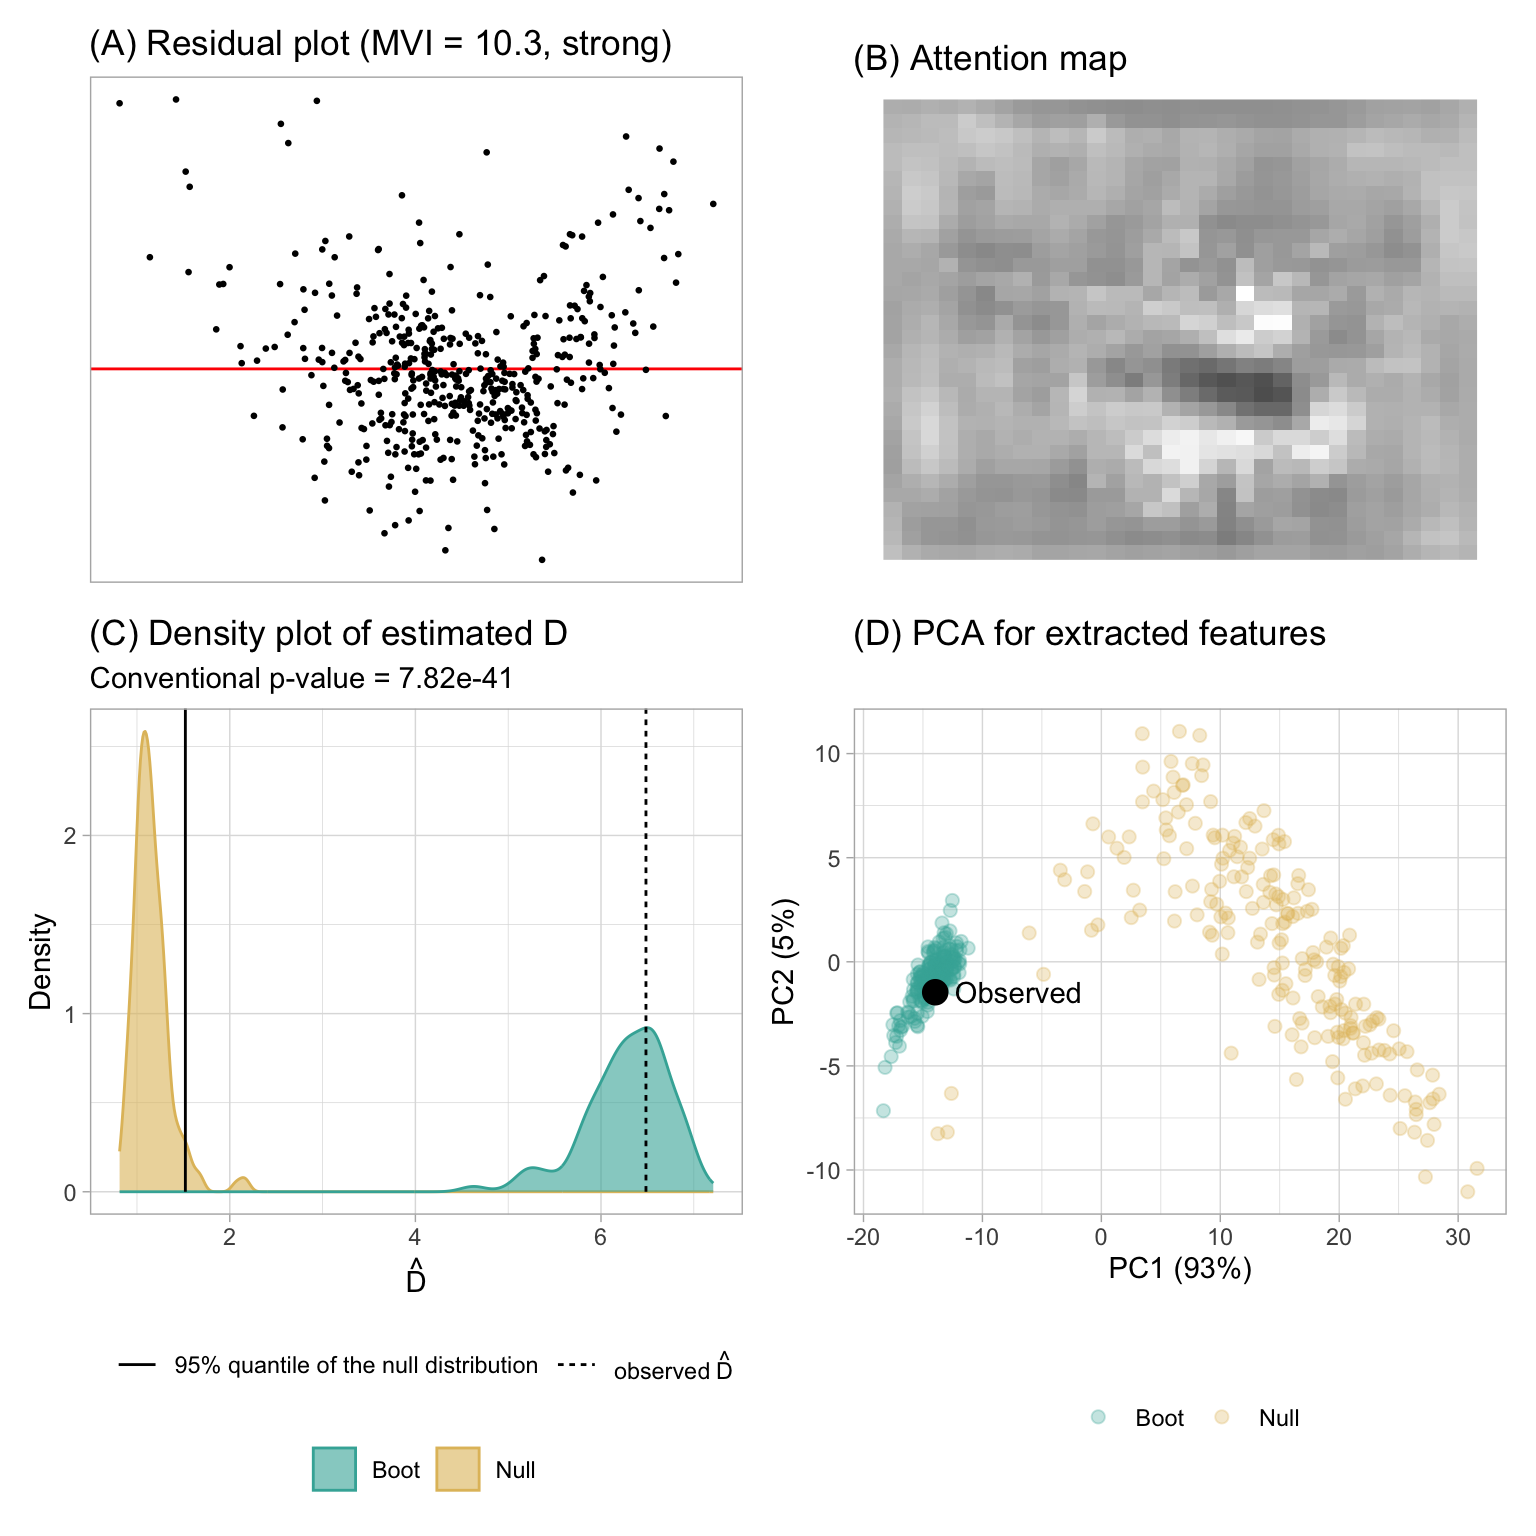 (A) Residual plot (MVI = 10.3, strong)
(B) Attention map
(C) Density plot of estimated D
Conventional p-value = 7.82e-41
Density
2
1
0
2
4
6
D̂
95% quantile of the null distribution
observed D̂
Boot
Null
(D) PCA for extracted features
PC2 (5%)
10
5
0
-5
-10
Observed
-20
-10
0
10
20
30
PC1 (93%)
Boot
Null